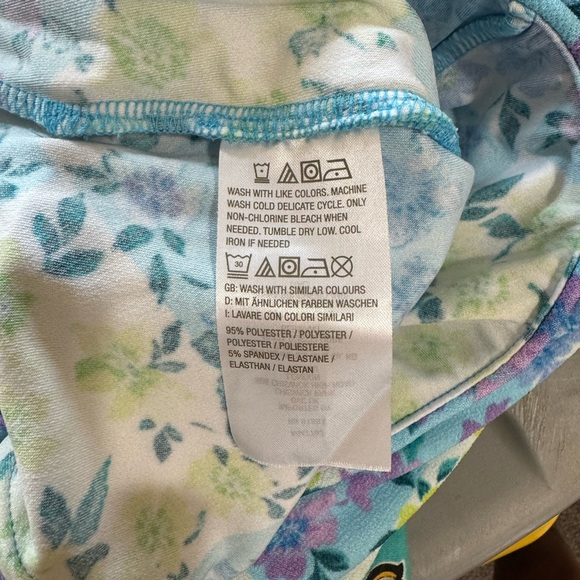 WASH WITH LIKE COLORS. MACHINE
WASH COLD DELICATE CYCLE. ONLY
NON-CHLORINE BLEACH WHEN
NEEDED. TUMBLE DRY LOW. COOL
IRON IF NEEDED
30
GB: WASH WITH SIMILAR COLOURS
D: MIT ÄHNLICHEN FARBEN WASCHEN
I: LAVARE CON COLORI SIMILARI
95% POLYESTER / POLYESTER /
POLYESTER / POLIESTERE
5% SPANDEX / ELASTANE /
ELASTHAN / ELASTAN